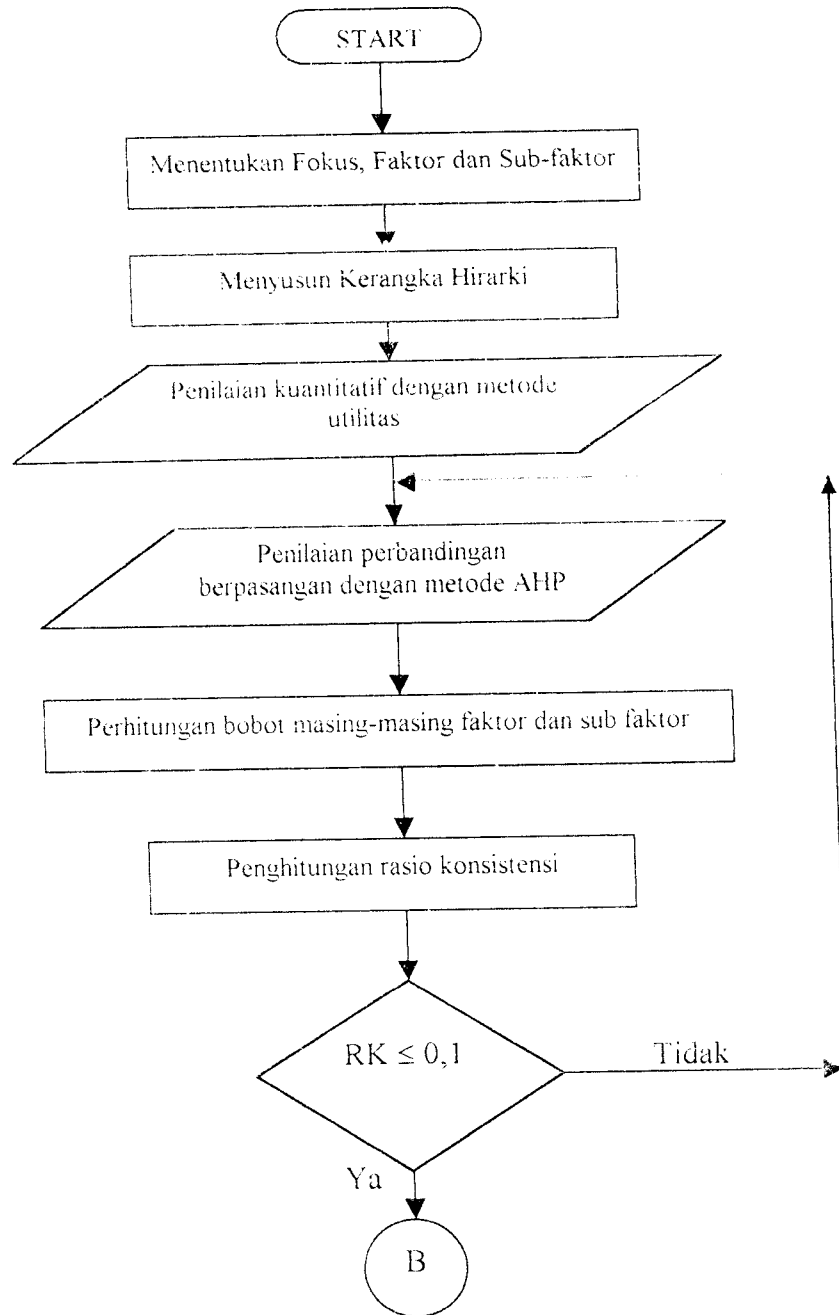 START
Menentukan Fokus, Faktor dan Sub-faktor
Menyusun Kerangka Hirarki
Penilaian kuantitatif dengan metode
utilitas
Penilaian perbandingan
berpasangan dengan metode AHP
Perhitungan bobot masing-masing faktor dan sub faktor
Penghitungan rasio konsistensi
RK ≤ 0,1
Tidak
Ya
B